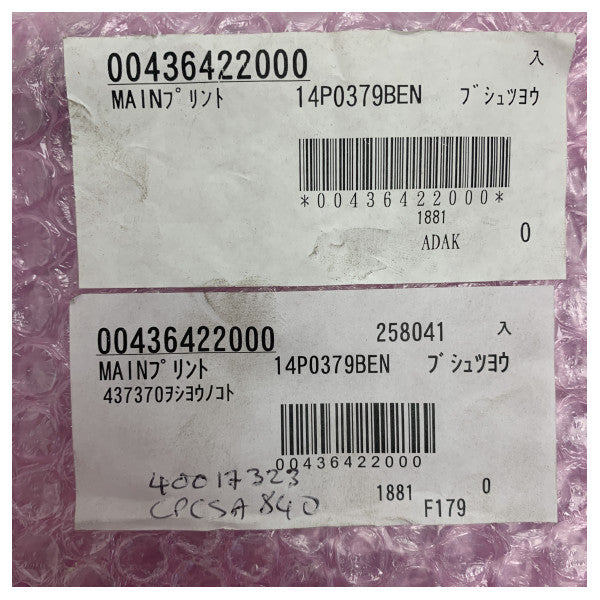 00436422000 入
MAINﾌﾟﾘﾝﾄ 14P0379BEN ﾌﾞｼｭﾂﾖｳ
*00436422000*
1881
ADAK 0
00436422000 258041 入
MAINﾌﾟﾘﾝﾄ 14P0379BEN ﾌﾞｼｭﾂﾖｳ
437370ｦｼﾖｳﾉｺﾄ
00436422000
40017323
CPCSA840
1881 0
F179